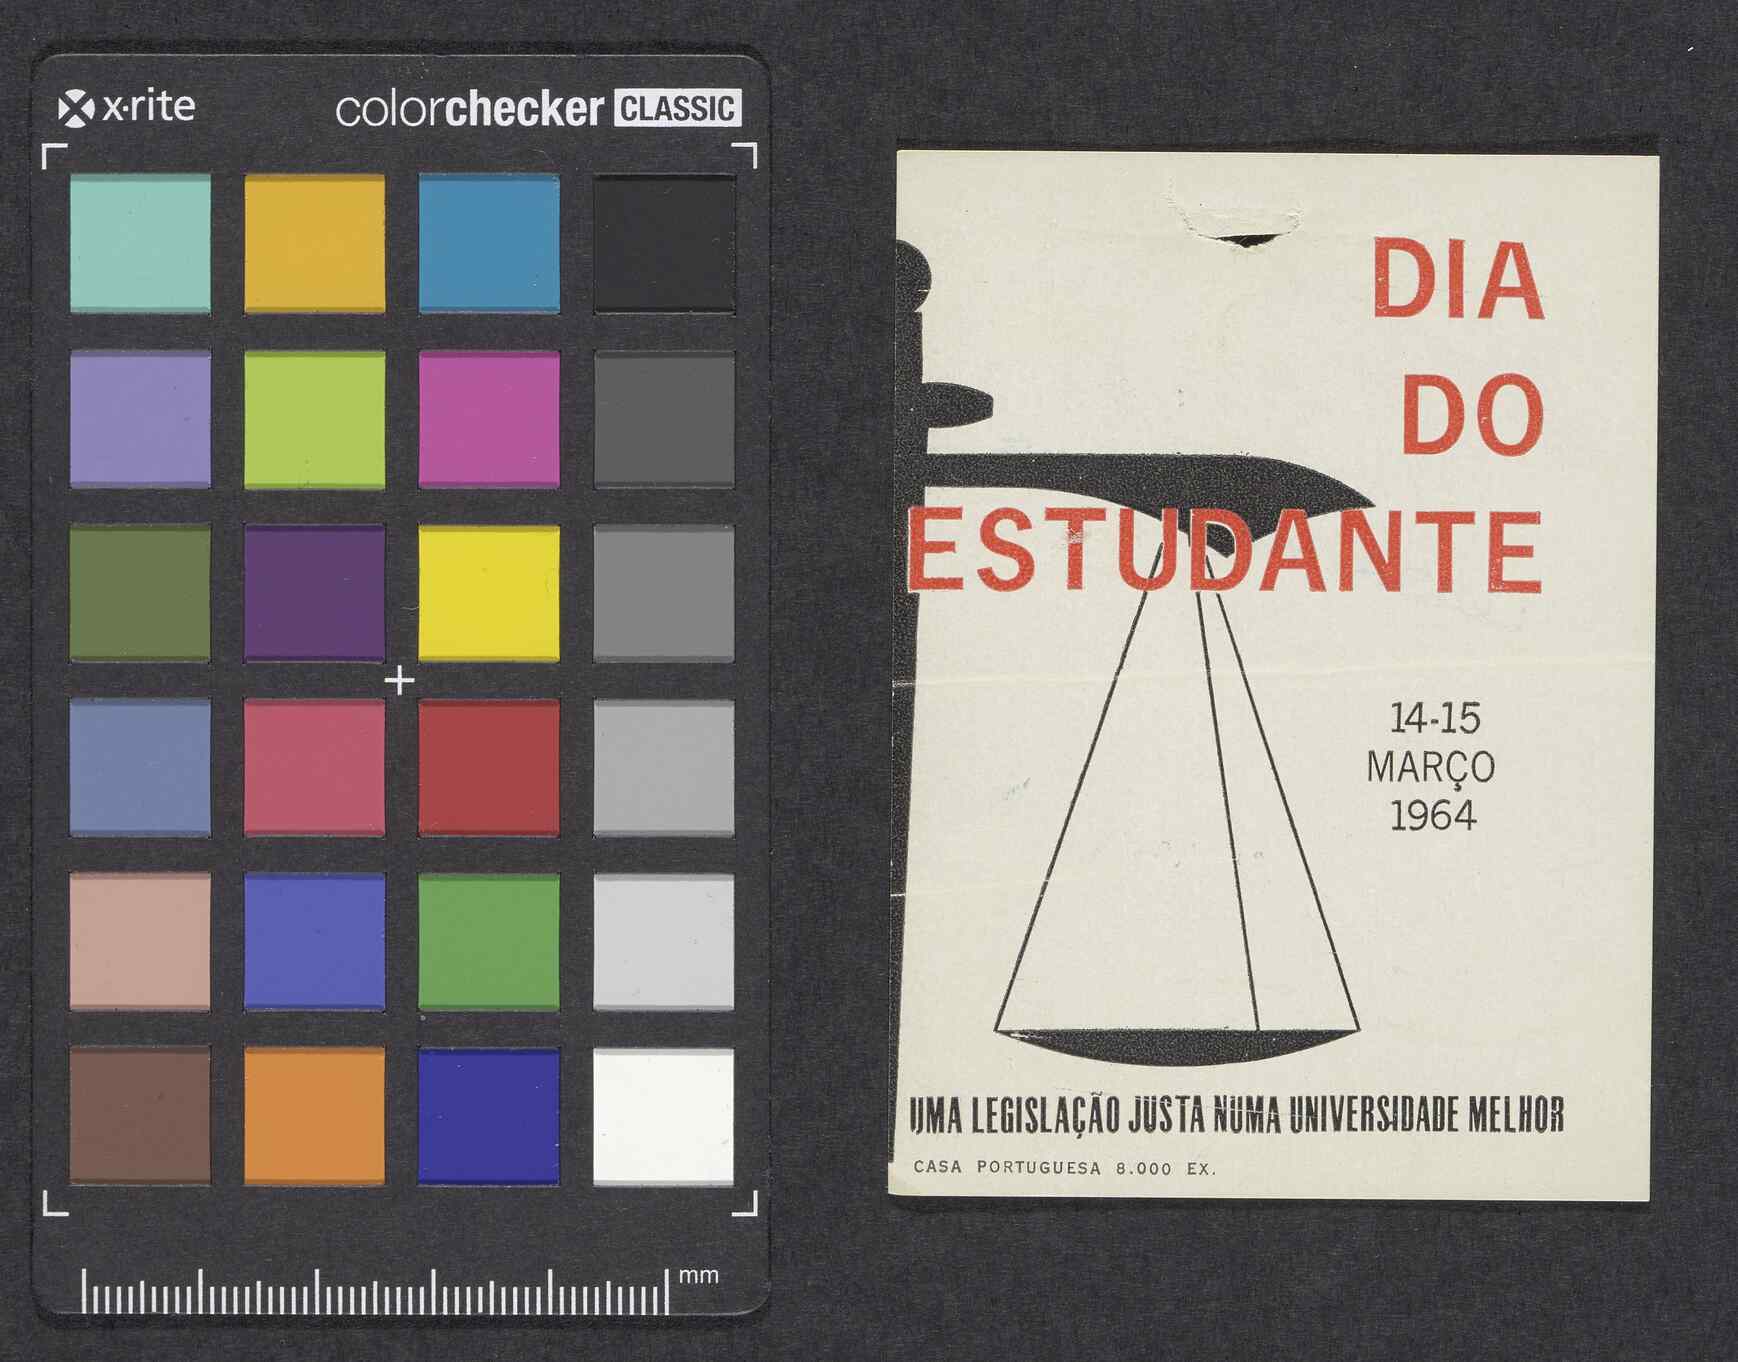 x·rite colorchecker CLASSIC
mm
DIA
DO
ESTUDANTE
14-15
MARÇO
1964
UMA LEGISLAÇÃO JUSTA NUMA UNIVERSIDADE MELHOR
CASA PORTUGUESA 8.000 EX.